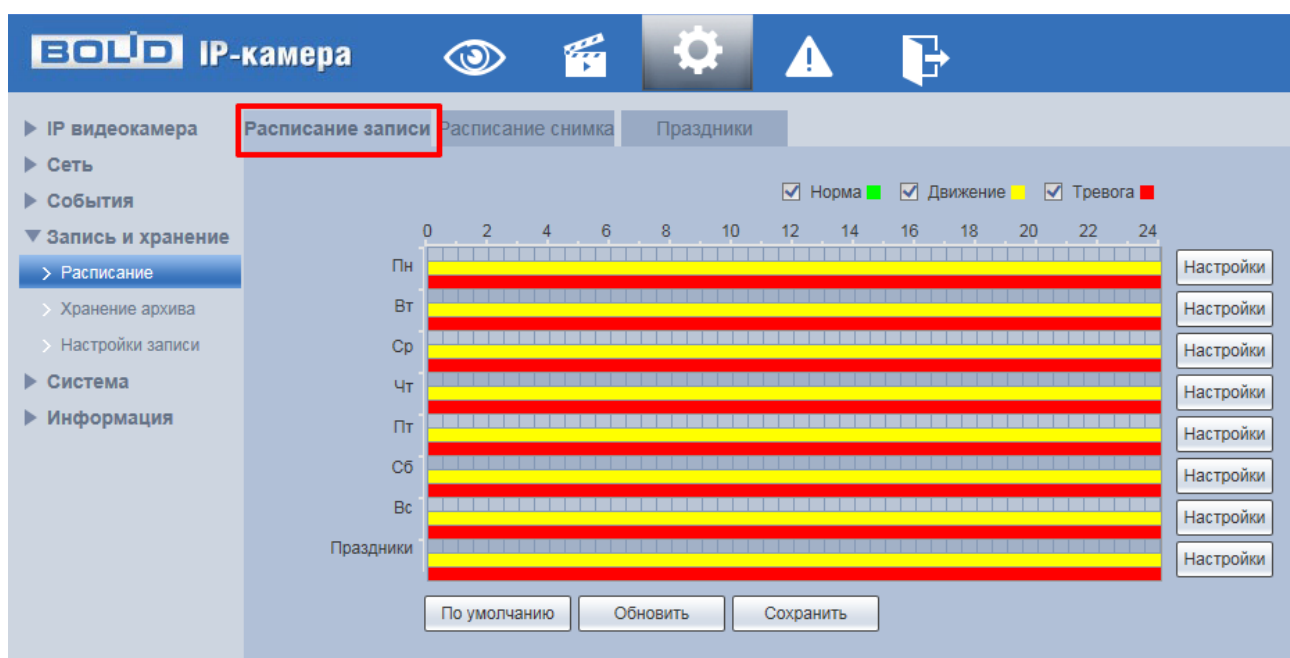 BOLID IP-камера
IP видеокамера
Сеть
События
Запись и хранение
Расписание
Хранение архива
Настройки записи
Система
Информация
Расписание записи Расписание снимка Праздники
Норма Движение Тревога
0 2 4 6 8 10 12 14 16 18 20 22 24
Пн Настройки
Вт Настройки
Ср Настройки
Чт Настройки
Пт Настройки
Сб Настройки
Вс Настройки
Праздники Настройки
По умолчанию Обновить Сохранить